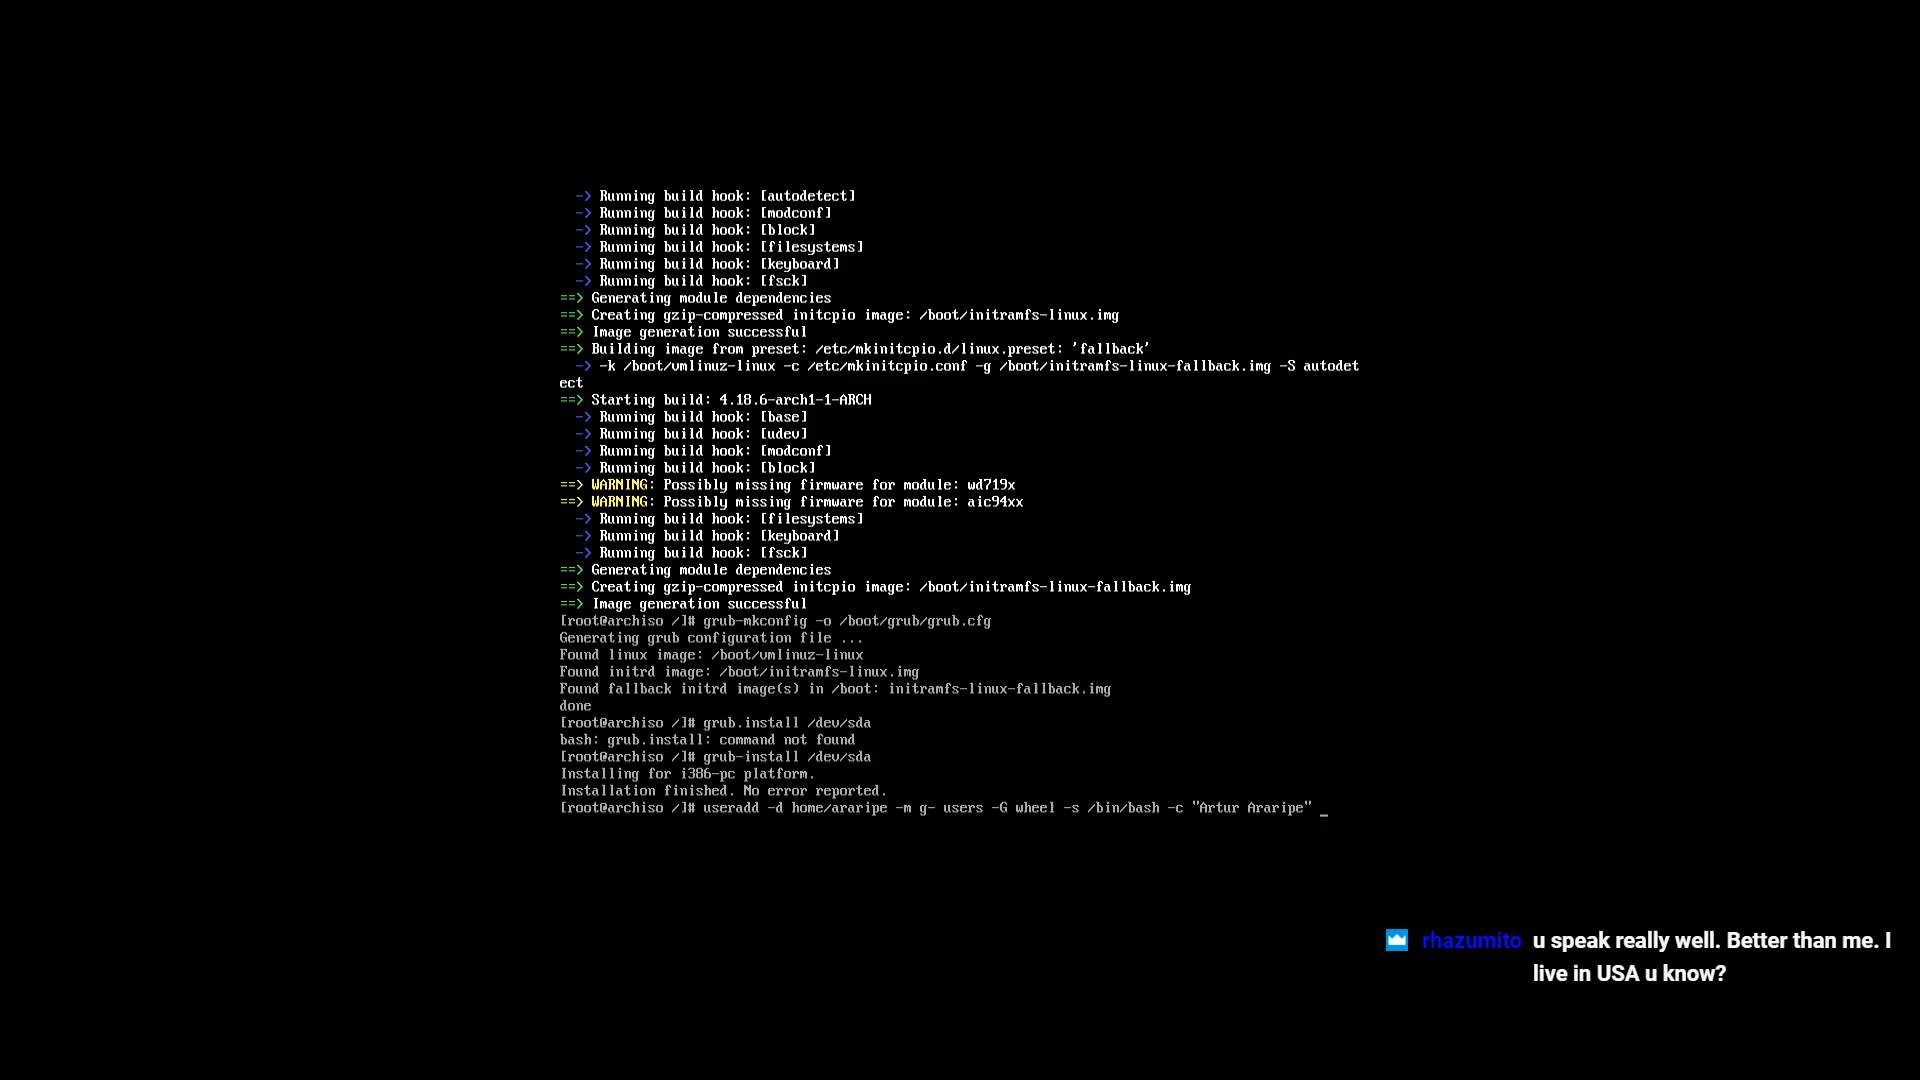 -> Running build hook: [autodetect]
-> Running build hook: [modconf]
-> Running build hook: [block]
-> Running build hook: [filesystems]
-> Running build hook: [keyboard]
-> Running build hook: [fsck]
==> Generating module dependencies
==> Creating gzip-compressed initcpio image: /boot/initramfs-linux.img
==> Image generation successful
==> Building image from preset: /etc/mkinitcpio.d/linux.preset: 'fallback'
-> -k /boot/vmlinuz-linux -c /etc/mkinitcpio.conf -g /boot/initramfs-linux-fallback.img -S autodet
ect
==> Starting build: 4.18.6-arch1-1-ARCH
-> Running build hook: [base]
-> Running build hook: [udev]
-> Running build hook: [modconf]
-> Running build hook: [block]
==> WARNING: Possibly missing firmware for module: wd719x
==> WARNING: Possibly missing firmware for module: aic94xx
-> Running build hook: [filesystems]
-> Running build hook: [keyboard]
-> Running build hook: [fsck]
==> Generating module dependencies
==> Creating gzip-compressed initcpio image: /boot/initramfs-linux-fallback.img
==> Image generation successful
[root@archiso /]# grub-mkconfig -o /boot/grub/grub.cfg
Generating grub configuration file ...
Found linux image: /boot/vmlinuz-linux
Found initrd image: /boot/initramfs-linux.img
Found fallback initrd image(s) in /boot: initramfs-linux-fallback.img
done
[root@archiso /]# grub.install /dev/sda
bash: grub.install: command not found
[root@archiso /]# grub-install /dev/sda
Installing for i386-pc platform.
Installation finished. No error reported.
[root@archiso /]# useradd -d home/araripe -m g- users -G wheel -s /bin/bash -c "Artur Araripe" _
rhazumito u speak really well. Better than me. I
live in USA u know?